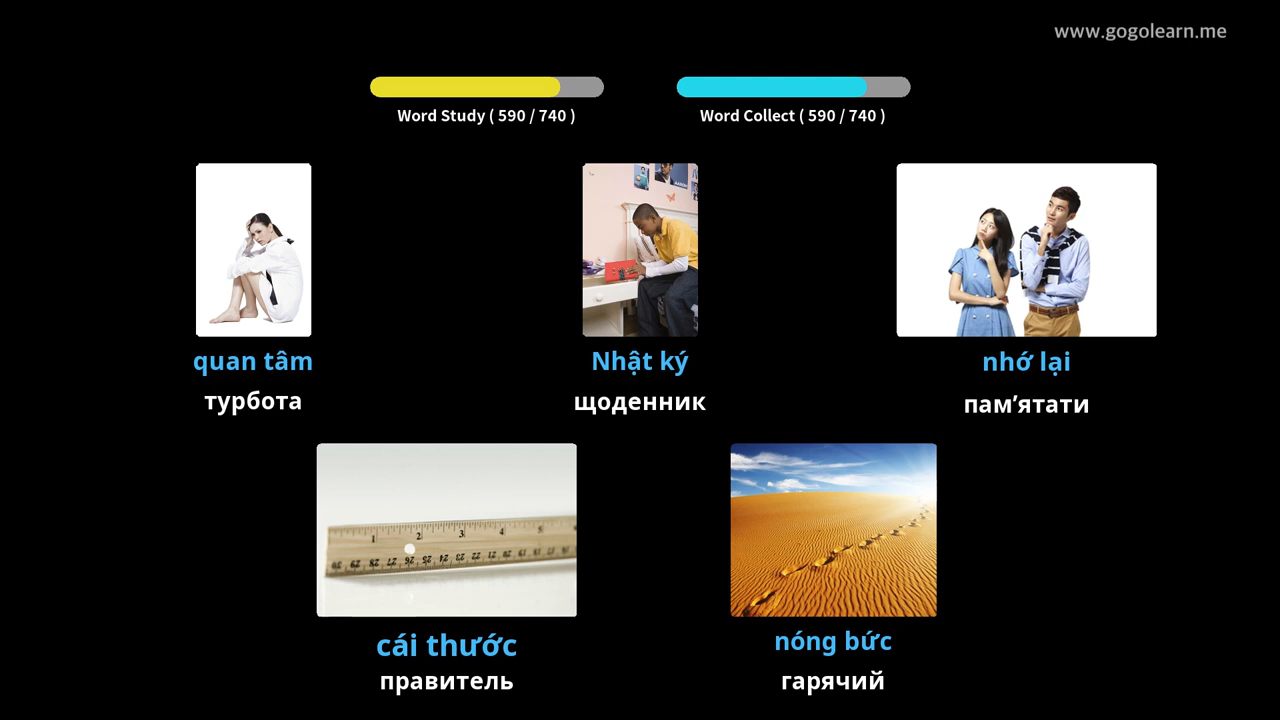 www.gogolearn.me
Word Study ( 590 / 740 )
Word Collect ( 590 / 740 )
quan tâm
турбота
Nhật ký
щоденник
nhớ lại
пам’ятати
cái thước
правитель
nóng bức
гарячий